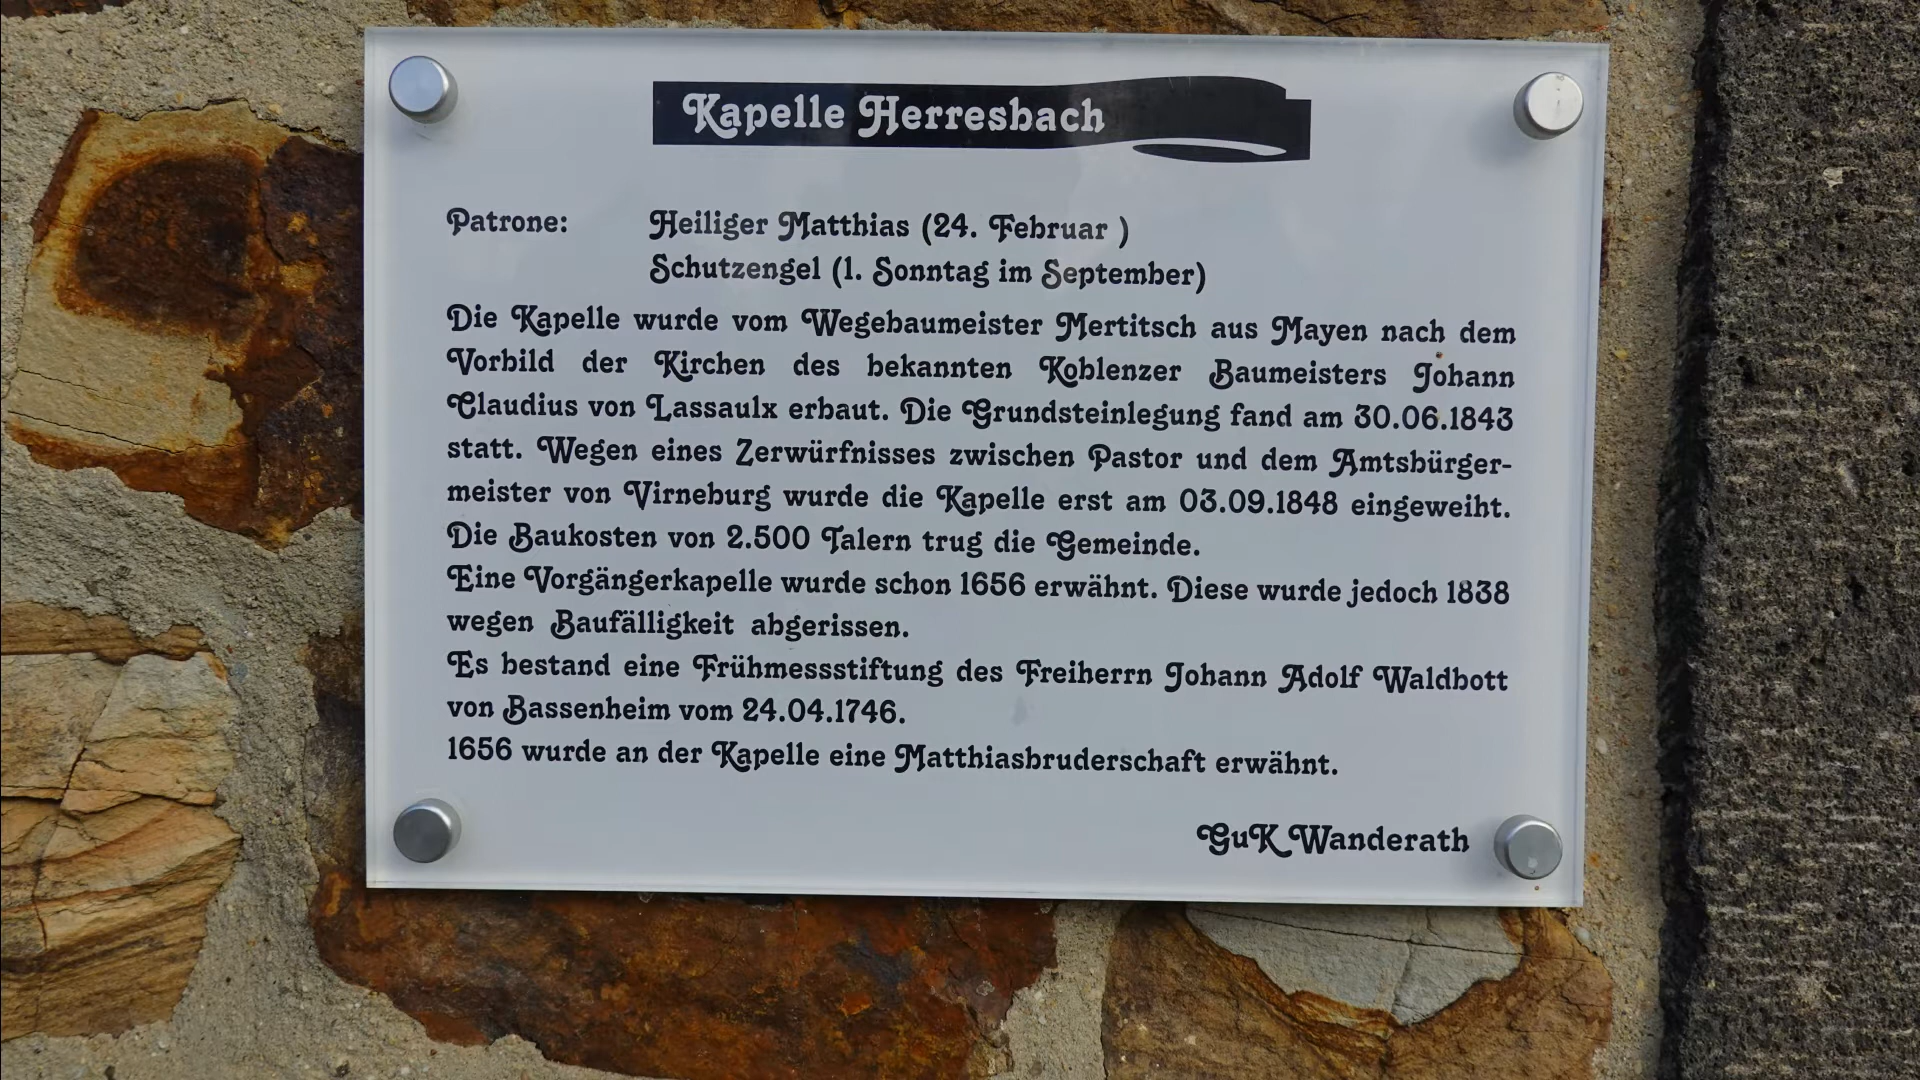 Kapelle Herresbach
Patrone: Heiliger Matthias (24. Februar )
Schutzengel (1. Sonntag im September)
Die Kapelle wurde vom Wegebaumeister Mertitsch aus Mayen nach dem
Vorbild der Kirchen des bekannten Koblenzer Baumeisters Johann
Claudius von Lassaulx erbaut. Die Grundsteinlegung fand am 30.06.1843
statt. Wegen eines Zerwürfnisses zwischen Pastor und dem Amtsbürger-
meister von Virneburg wurde die Kapelle erst am 03.09.1848 eingeweiht.
Die Baukosten von 2.500 Talern trug die Gemeinde.
Eine Vorgängerkapelle wurde schon 1656 erwähnt. Diese wurde jedoch 1838
wegen Baufälligkeit abgerissen.
Es bestand eine Frühmessstiftung des Freiherrn Johann Adolf Waldbott
von Bassenheim vom 24.04.1746.
1656 wurde an der Kapelle eine Matthiasbruderschaft erwähnt.
GuK Wanderath